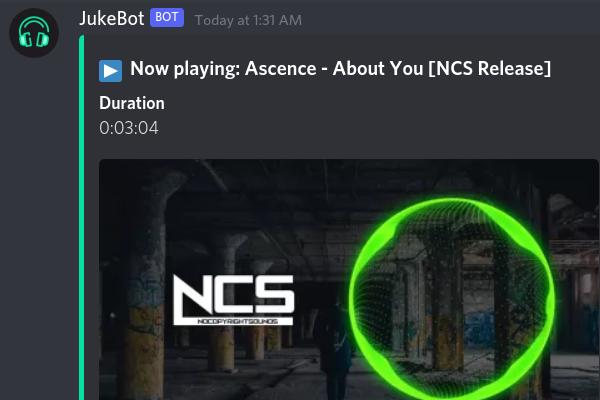 JukeBot BOT Today at 1:31 AM
Now playing: Ascence - About You [NCS Release]
Duration
0:03:04
NCS
NOCOPYRIGHTSOUNDS